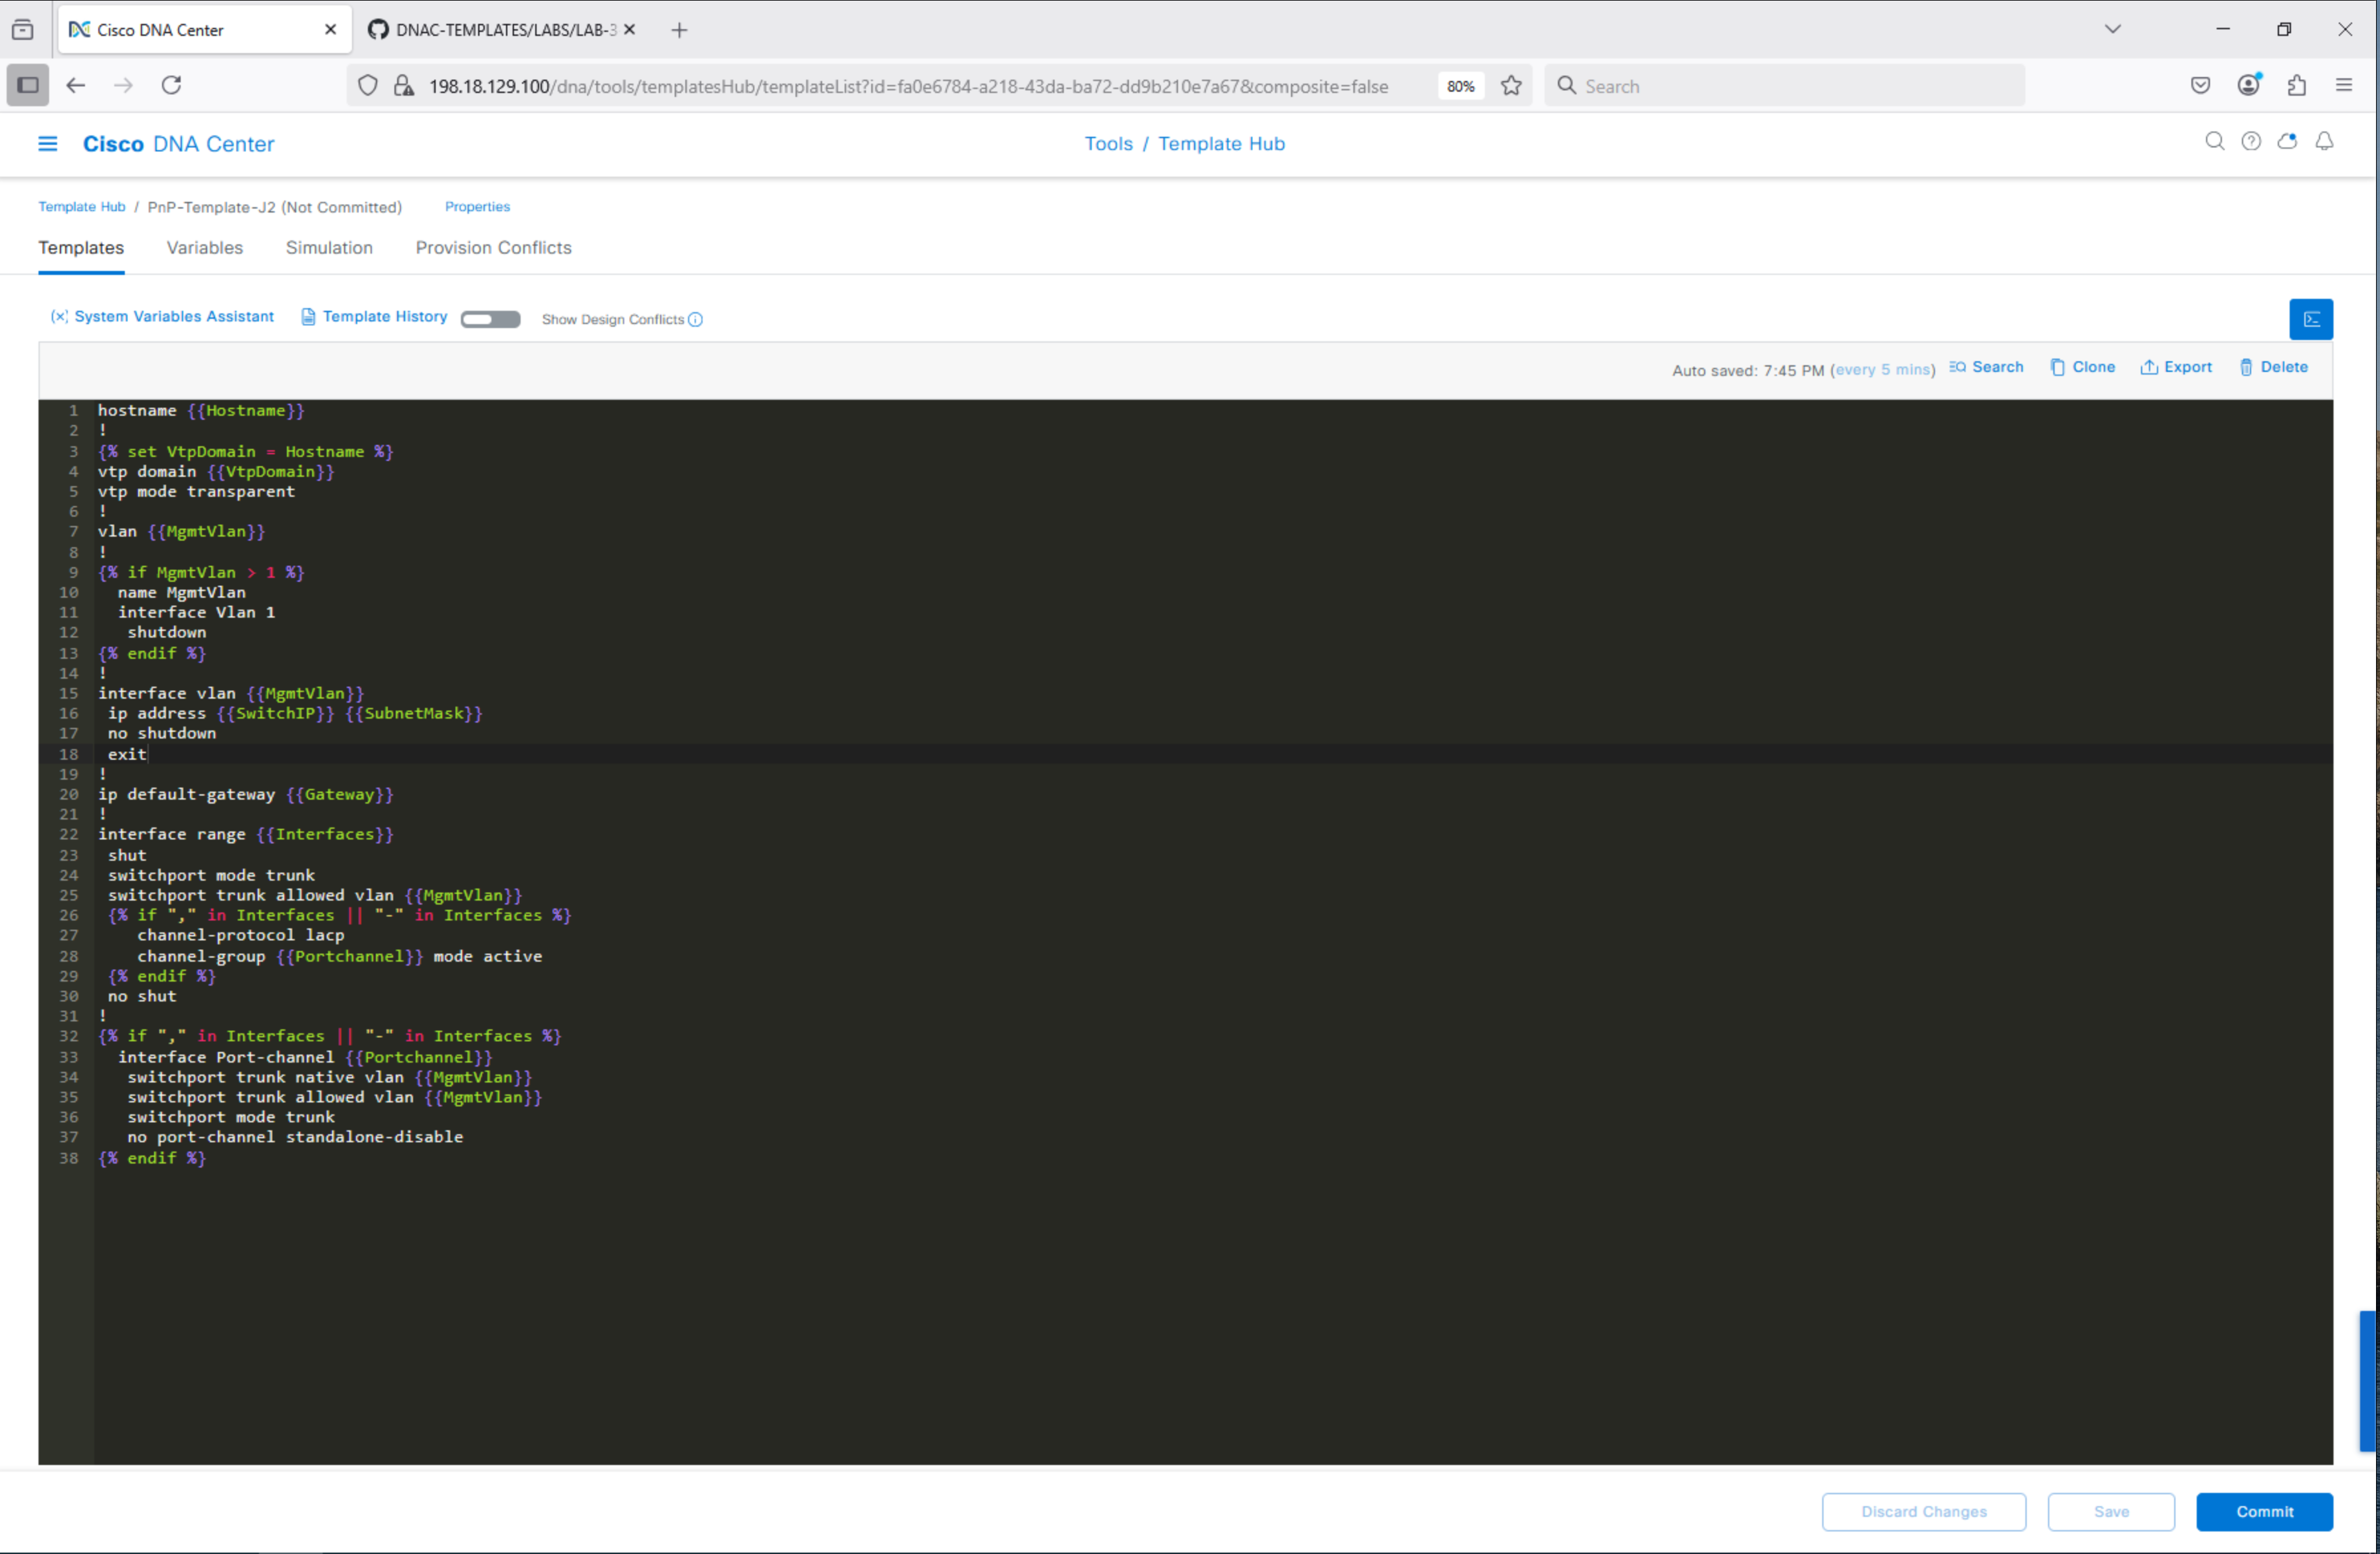 Cisco DNA Center
DNAC-TEMPLATES/LABS/LAB-3
198.18.129.100/dna/tools/templatesHub/templateList?id=fa0e6784-a218-43da-ba72-dd9b210e7a67&composite=false
80%
Search
Cisco DNA Center
Tools / Template Hub
Template Hub / PnP-Template-J2 (Not Committed) Properties
Templates Variables Simulation Provision Conflicts
(x) System Variables Assistant Template History Show Design Conflicts
Auto saved: 7:45 PM (every 5 mins) Search Clone Export Delete
1 hostname {{Hostname}}
2 !
3 {% set VtpDomain = Hostname %}
4 vtp domain {{VtpDomain}}
5 vtp mode transparent
6 !
7 vlan {{MgmtVlan}}
8 !
9 {% if MgmtVlan > 1 %}
10 name MgmtVlan
11 interface Vlan 1
12 shutdown
13 {% endif %}
14 !
15 interface vlan {{MgmtVlan}}
16 ip address {{SwitchIP}} {{SubnetMask}}
17 no shutdown
18 exit
19 !
20 ip default-gateway {{Gateway}}
21 !
22 interface range {{Interfaces}}
23 shut
24 switchport mode trunk
25 switchport trunk allowed vlan {{MgmtVlan}}
26 {% if "," in Interfaces || "-" in Interfaces %}
27 channel-protocol lacp
28 channel-group {{Portchannel}} mode active
29 {% endif %}
30 no shut
31 !
32 {% if "," in Interfaces || "-" in Interfaces %}
33 interface Port-channel {{Portchannel}}
34 switchport trunk native vlan {{MgmtVlan}}
35 switchport trunk allowed vlan {{MgmtVlan}}
36 switchport mode trunk
37 no port-channel standalone-disable
38 {% endif %}
Discard Changes Save Commit